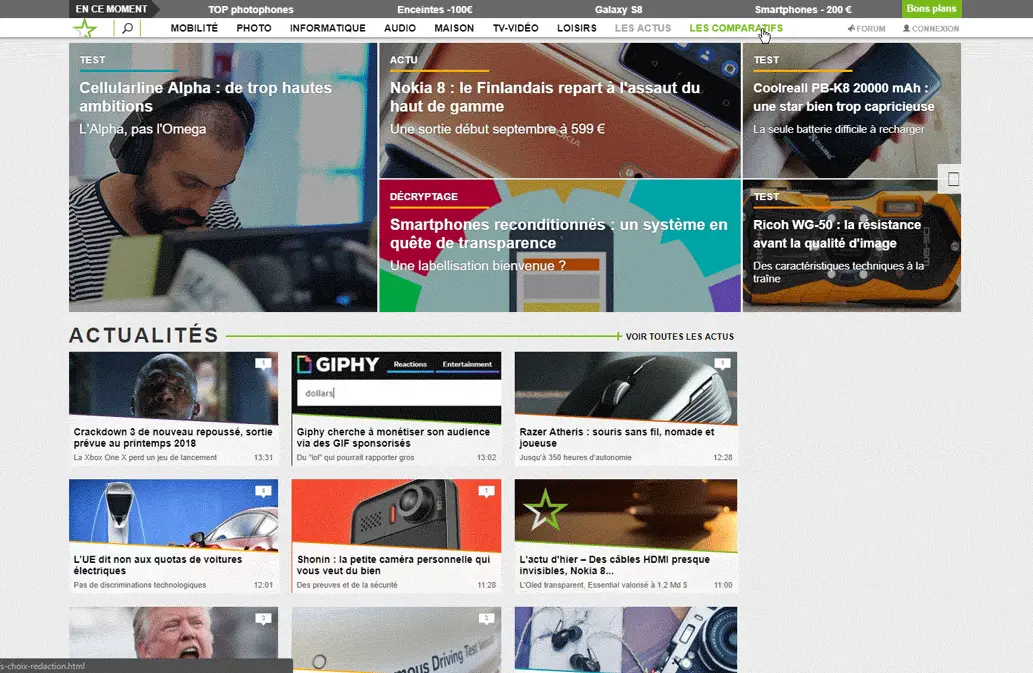 EN CE MOMENT TOP photophones Enceintes -100€ Galaxy S8 Smartphones - 200 € Bons plans
MOBILITÉ PHOTO INFORMATIQUE AUDIO MAISON TV-VIDÉO LOISIRS LES ACTUS LES COMPARATIFS FORUM CONNEXION
TEST
Cellularline Alpha : de trop hautes
ambitions
L'Alpha, pas l'Omega
ACTU
Nokia 8 : le Finlandais repart à l'assaut du
haut de gamme
Une sortie début septembre à 599 €
NOKIA
TEST
Coolreall PB-K8 20000 mAh :
une star bien trop capricieuse
La seule batterie difficile à recharger
DÉCRYPTAGE
Smartphones reconditionnés : un système en
quête de transparence
Une labellisation bienvenue ?
TEST
Ricoh WG-50 : la résistance
avant la qualité d'image
Des caractéristiques techniques à la
traîne
ACTUALITÉS VOIR TOUTES LES ACTUS
1
Crackdown 3 de nouveau repoussé, sortie
prévue au printemps 2018
La Xbox One X perd un jeu de lancement 13:31
GIPHY Reactions Entertainment
dollars
Giphy cherche à monétiser son audience
via des GIF sponsorisés
Du "lol" qui pourrait rapporter gros 13:02
1
Razer Atheris : souris sans fil, nomade et
joueuse
Jusqu'à 350 heures d'autonomie 12:28
4
L'UE dit non aux quotas de voitures
électriques
Pas de discriminations technologiques 12:01
1
Shonin : la petite caméra personnelle qui
vous veut du bien
Des preuves et de la sécurité 11:28
L'actu d'hier – Des câbles HDMI presque
invisibles, Nokia 8...
L'Oled transparent, Essential valorisé à 1,2 Md $ 11:00
3
3
Driving Test
s-choix-redaction.html